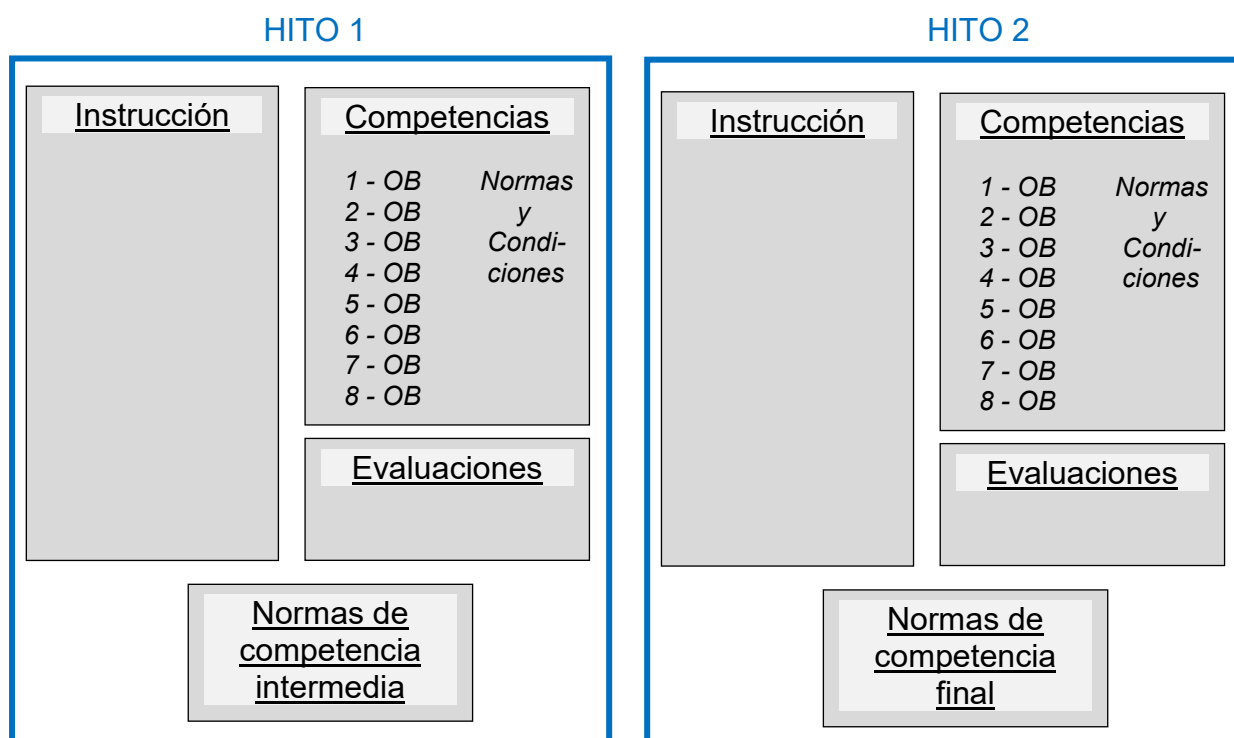 HITO 1
Instrucción
Competencias
1 - OB Normas
2 - OB y
3 - OB Condi-
4 - OB ciones
5 - OB
6 - OB
7 - OB
8 - OB
Evaluaciones
Normas de
competencia
intermedia
HITO 2
Instrucción
Competencias
1 - OB Normas
2 - OB y
3 - OB Condi-
4 - OB ciones
5 - OB
6 - OB
7 - OB
8 - OB
Evaluaciones
Normas de
competencia
final